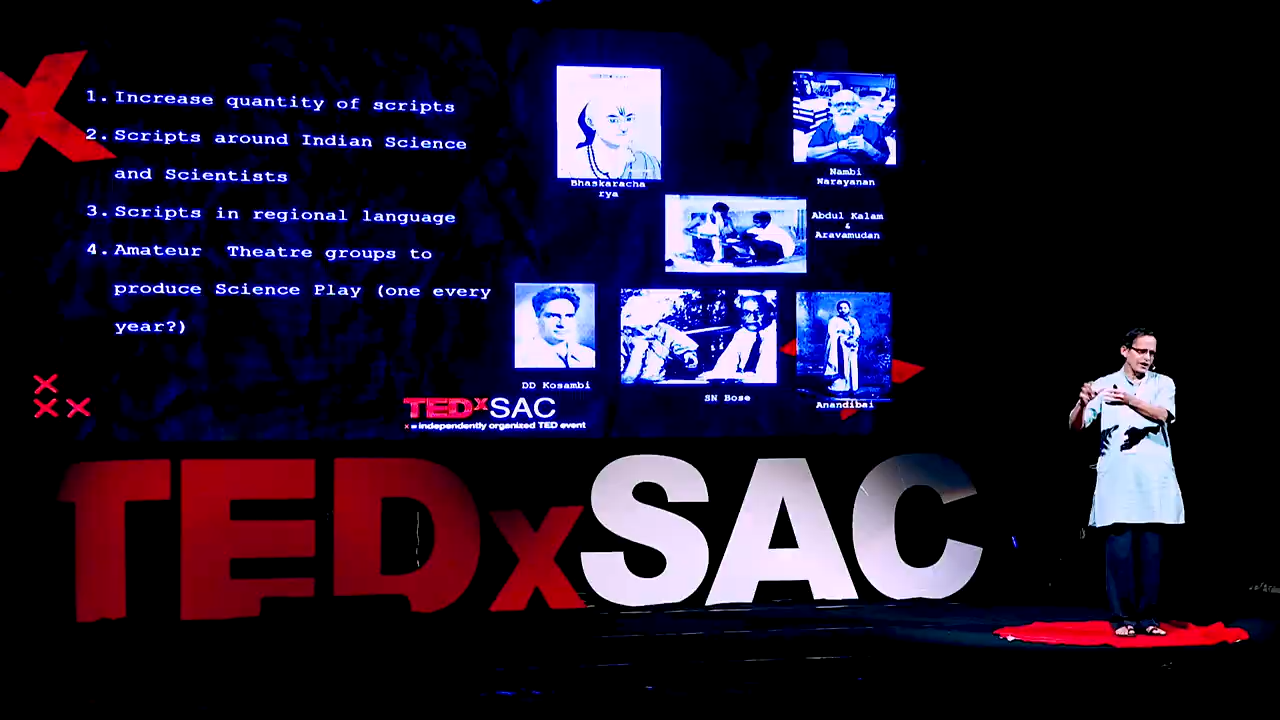 1. Increase quantity of scripts
2. Scripts around Indian Science
and Scientists
3. Scripts in regional language
4. Amateur Theatre groups to
produce Science Play (one every
year?)
Bhaskaracha
rya
Nambi
Narayanan
Abdul Kalam
&
Aravamudan
DD Kosambi
SN Bose
Anandibai
TEDxSAC
x = independently organized TED event
TEDxSAC